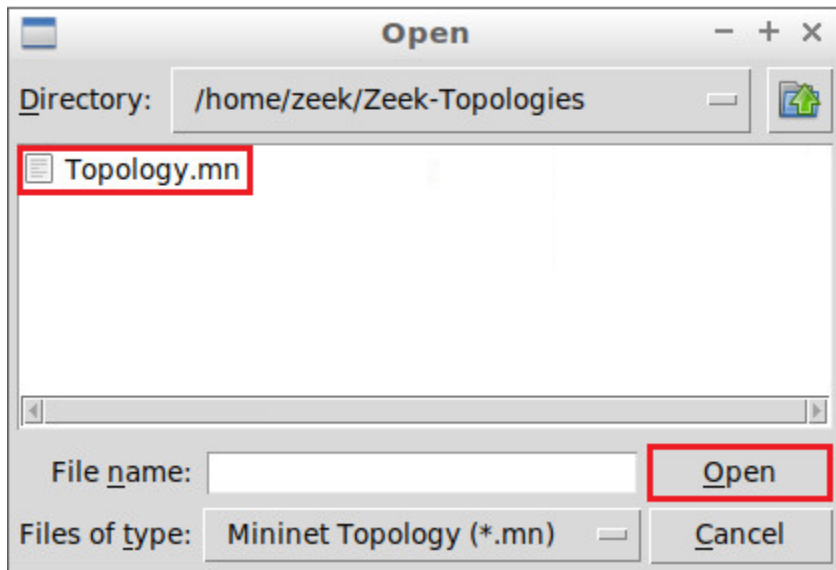 Open
Directory: /home/zeek/Zeek-Topologies
Topology.mn
File name: Open
Files of type: Mininet Topology (*.mn) Cancel